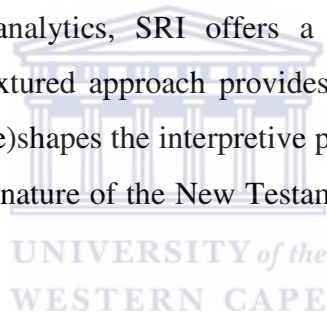 analytics, SRI offers a
xtured approach provides
e)shapes the interpretive p
nature of the New Testan
UNIVERSITY of the
WESTERN CAPE